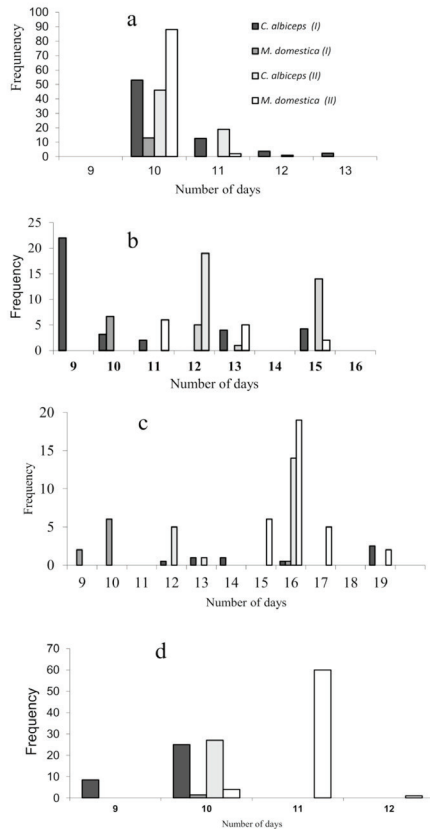 a
100
90
80
70
60
50
40
30
20
10
0
Frequnency
C. albiceps (I)
M. domestica (I)
C. albiceps (II)
M. domestica (II)
9 10 11 12 13
Number of days
b
25
20
15
10
5
0
Frequency
9 10 11 12 13 14 15 16
Number of days
c
20
15
10
5
0
Frequency
9 10 11 12 13 14 15 16 17 18 19
Number of days
d
70
60
50
40
30
20
10
0
Frequency
9 10 11 12
Number of days